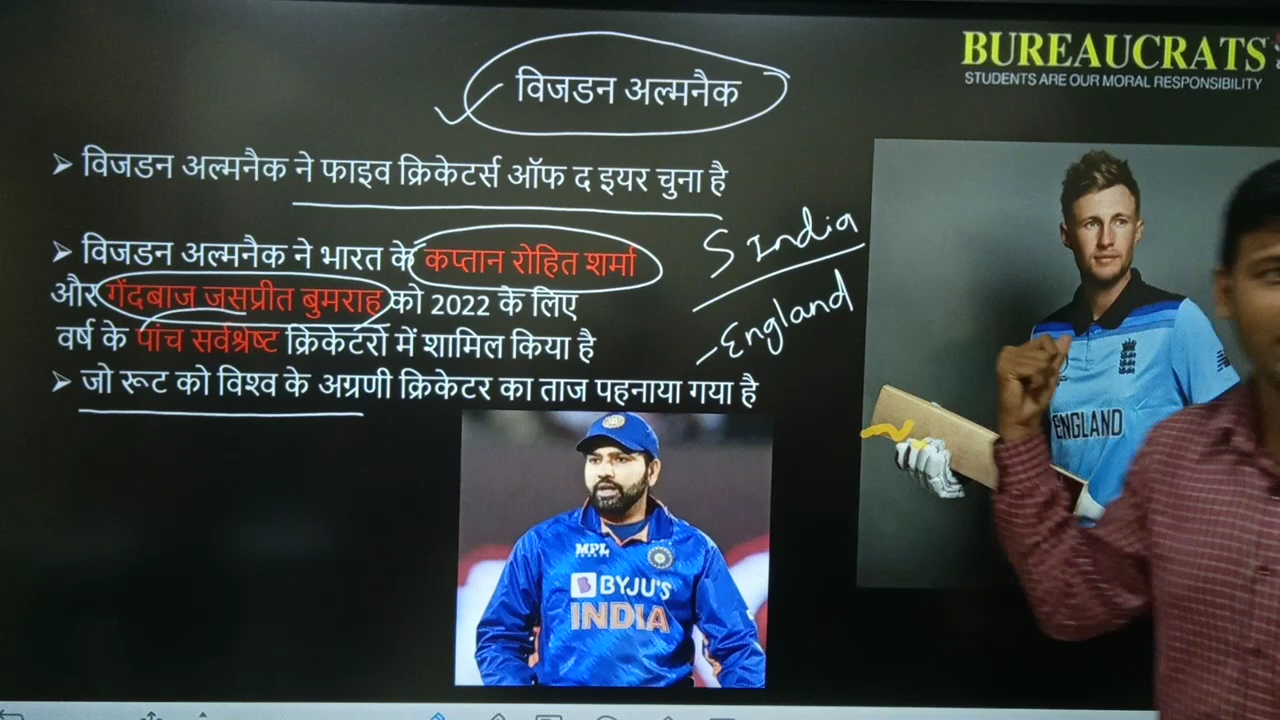 BUREAUCRATS
STUDENTS ARE OUR MORAL RESPONSIBILITY
विजडन अल्मनैक
➤ विजडन अल्मनैक ने फाइव क्रिकेटर्स ऑफ द इयर चुना है
➤ विजडन अल्मनैक ने भारत के कप्तान रोहित शर्मा
और गेंदबाज जसप्रीत बुमराह को 2022 के लिए
वर्ष के पांच सर्वश्रेष्ट क्रिकेटरों में शामिल किया है
➤ जो रूट को विश्व के अग्रणी क्रिकेटर का ताज पहनाया गया है
India
England
ENGLAND
MPL
BYJU'S
INDIA